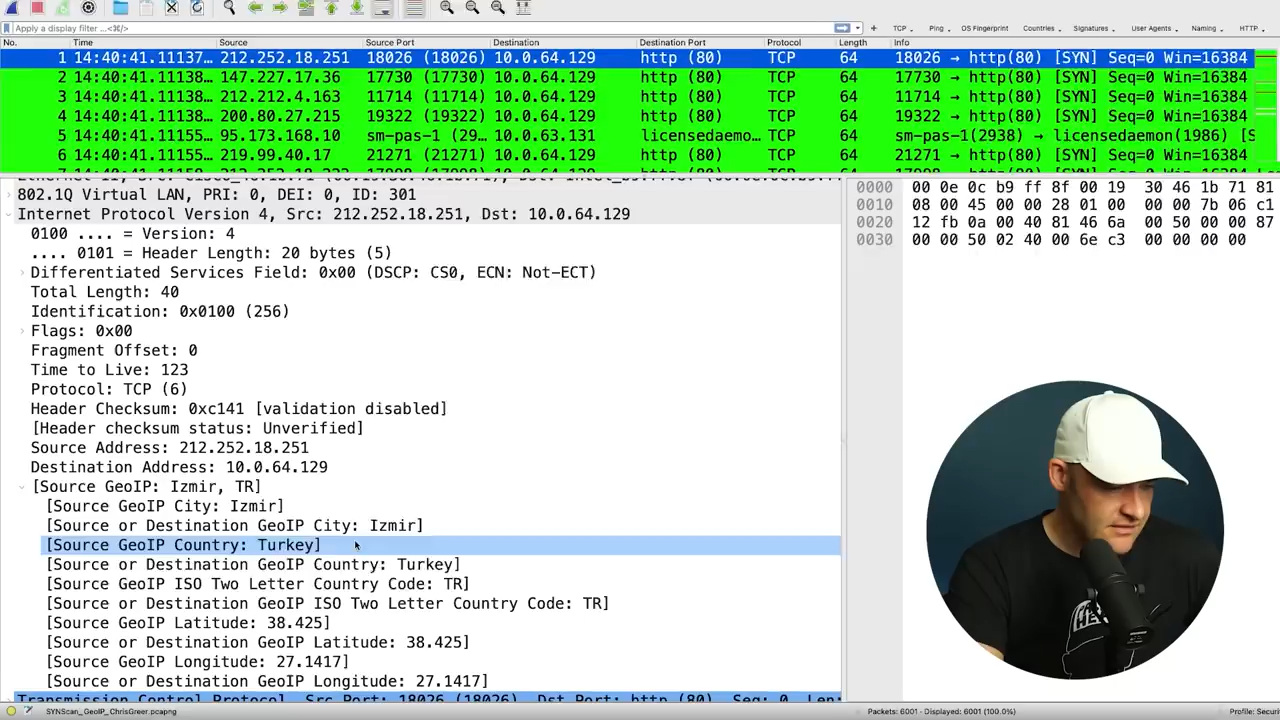 Apply a display filter ... <⌘/>
+ TCP Ping OS Fingerprint Countries Signatures User Agents Naming HTTP
No. Time Source Source Port Destination Destination Port Protocol Length Info
1 14:40:41.11137… 212.252.18.251 18026 (18026) 10.0.64.129 http (80) TCP 64 18026 → http(80) [SYN] Seq=0 Win=16384
2 14:40:41.11138… 147.227.17.36 17730 (17730) 10.0.64.129 http (80) TCP 64 17730 → http(80) [SYN] Seq=0 Win=16384
3 14:40:41.11138… 212.212.4.163 11714 (11714) 10.0.64.129 http (80) TCP 64 11714 → http(80) [SYN] Seq=0 Win=16384
4 14:40:41.11138… 200.80.27.215 19322 (19322) 10.0.64.129 http (80) TCP 64 19322 → http(80) [SYN] Seq=0 Win=16384
5 14:40:41.11155… 95.173.168.10 sm-pas-1 (29… 10.0.63.131 licensedaemo… TCP 64 sm-pas-1(2938) → licensedaemon(1986) [S
6 14:40:41.11155… 219.99.40.17 21271 (21271) 10.0.64.129 http (80) TCP 64 21271 → http(80) [SYN] Seq=0 Win=16384
802.1Q Virtual LAN, PRI: 0, DEI: 0, ID: 301
Internet Protocol Version 4, Src: 212.252.18.251, Dst: 10.0.64.129
0100 .... = Version: 4
.... 0101 = Header Length: 20 bytes (5)
Differentiated Services Field: 0x00 (DSCP: CS0, ECN: Not-ECT)
Total Length: 40
Identification: 0x0100 (256)
Flags: 0x00
Fragment Offset: 0
Time to Live: 123
Protocol: TCP (6)
Header Checksum: 0xc141 [validation disabled]
[Header checksum status: Unverified]
Source Address: 212.252.18.251
Destination Address: 10.0.64.129
[Source GeoIP: Izmir, TR]
[Source GeoIP City: Izmir]
[Source or Destination GeoIP City: Izmir]
[Source GeoIP Country: Turkey]
[Source or Destination GeoIP Country: Turkey]
[Source GeoIP ISO Two Letter Country Code: TR]
[Source or Destination GeoIP ISO Two Letter Country Code: TR]
[Source GeoIP Latitude: 38.425]
[Source or Destination GeoIP Latitude: 38.425]
[Source GeoIP Longitude: 27.1417]
[Source or Destination GeoIP Longitude: 27.1417]
Transmission Control Protocol, Src Port: 18026 (18026), Dst Port: http (80), Seq: 0, Len:
0000 00 0e 0c b9 ff 8f 00 19 30 46 1b 71 81
0010 08 00 45 00 00 28 01 00 00 00 7b 06 c1
0020 12 fb 0a 00 40 81 46 6a 00 50 00 00 87
0030 00 00 50 02 40 00 6e c3 00 00 00 00
SYNScan_GeoIP_ChrisGreer.pcapng
Packets: 6001 · Displayed: 6001 (100.0%)
Profile: Securi